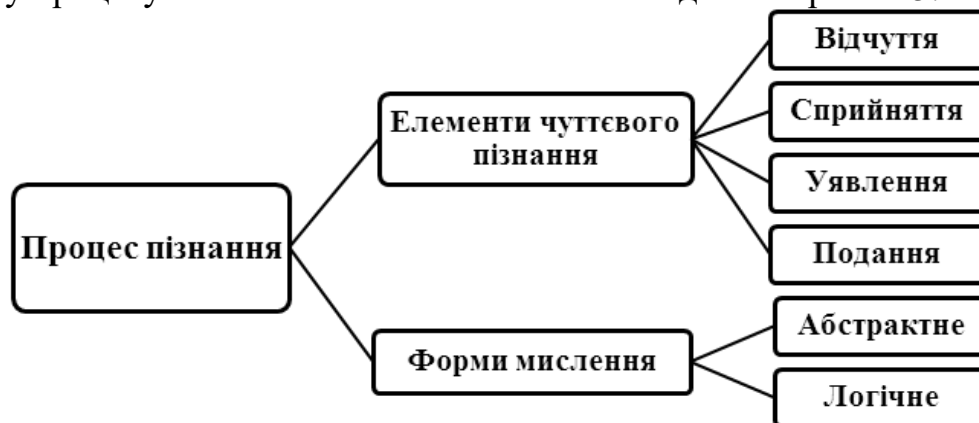 Відчуття
Елементи чуттєвого
пізнання
Сприйняття
Уявлення
Процес пізнання
Подання
Форми мислення
Абстрактне
Логічне